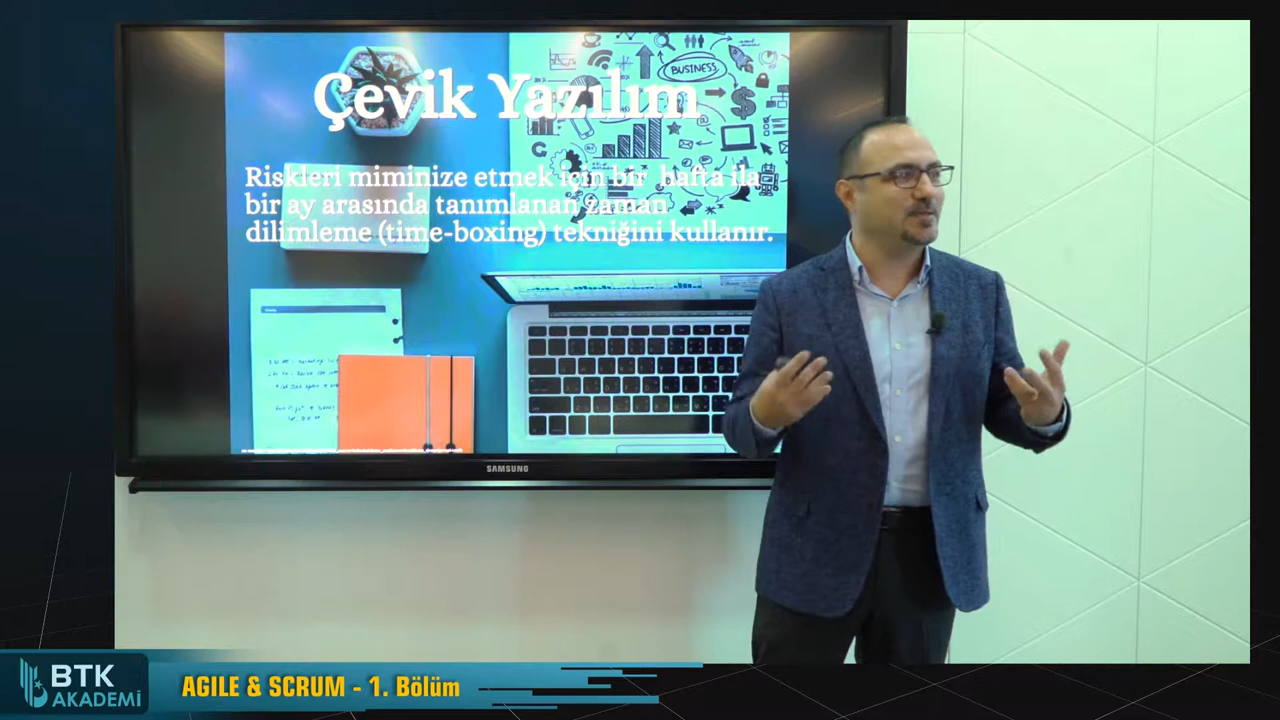 Çevik Yazılım
BUSINESS
Riskleri miminize etmek için bir hafta ila
bir ay arasında tanımlanan zaman
dilimleme (time-boxing) tekniğini kullanır.
SAMSUNG
BTK
AKADEMİ
AGILE & SCRUM - 1. Bölüm